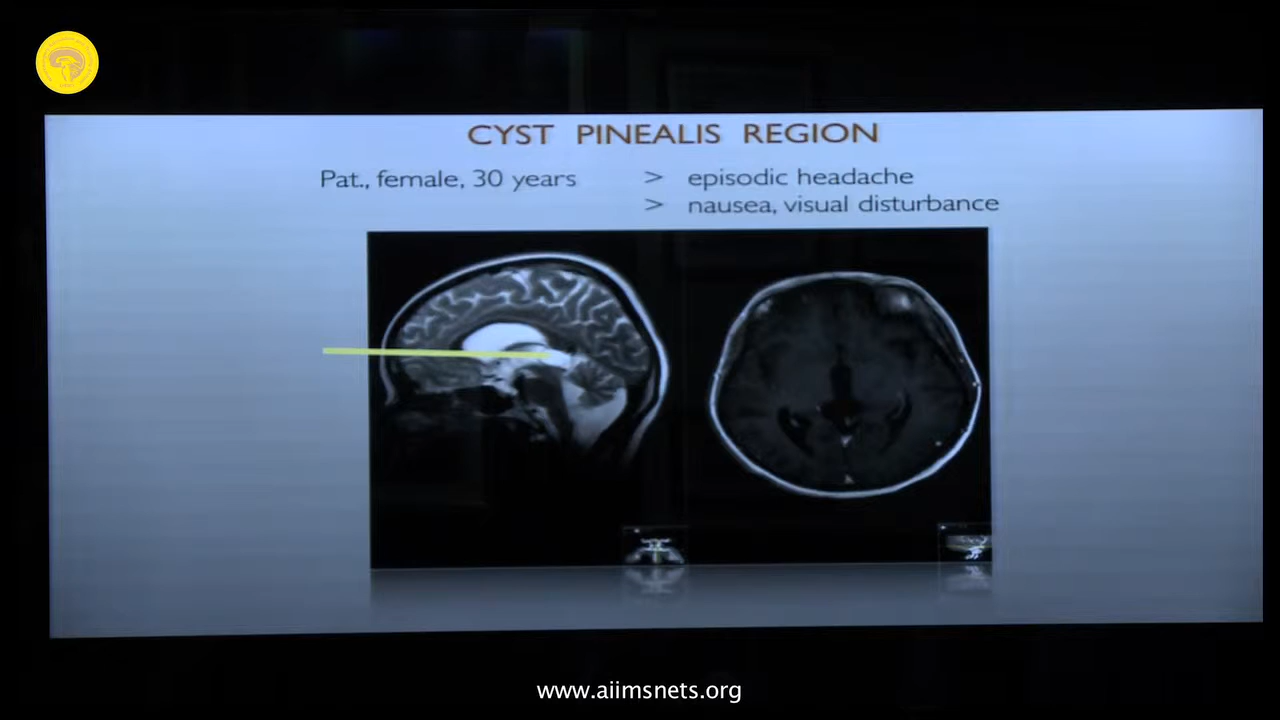 CYST PINEALIS REGION
Pat., female, 30 years > episodic headache
> nausea, visual disturbance
www.aiimsnets.org